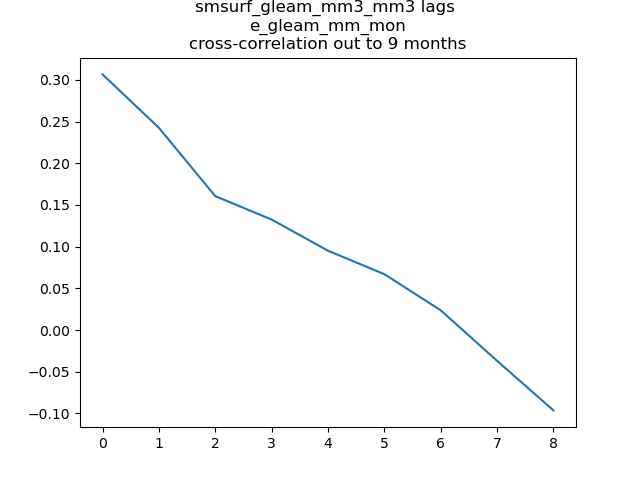 smsurf_gleam_mm3_mm3 lags
e_gleam_mm_mon
cross-correlation out to 9 months
0.30
0.25
0.20
0.15
0.10
0.05
0.00
−0.05
−0.10
0 1 2 3 4 5 6 7 8